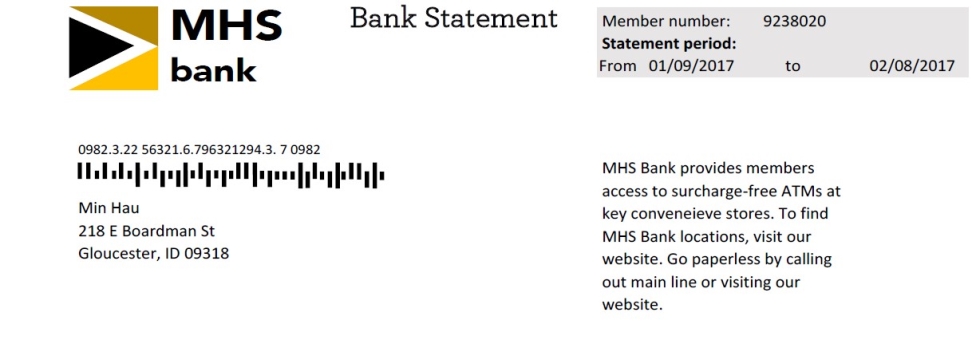 MHS
bank
Bank Statement
Member number: 9238020
Statement period:
From 01/09/2017 to 02/08/2017
0982.3.22 56321.6.796321294.3. 7 0982
Min Hau
218 E Boardman St
Gloucester, ID 09318
MHS Bank provides members
access to surcharge-free ATMs at
key conveneieve stores. To find
MHS Bank locations, visit our
website. Go paperless by calling
out main line or visiting our
website.